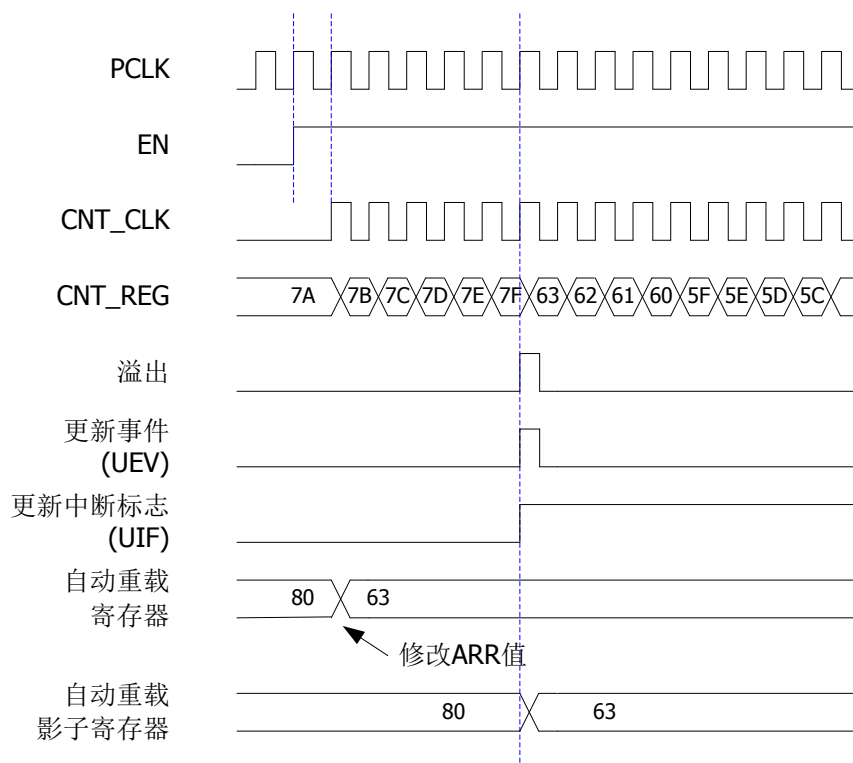 PCLK
EN
CNT_CLK
CNT_REG 7A 7B 7C 7D 7E 7F 63 62 61 60 5F 5E 5D 5C
溢出
更新事件
(UEV)
更新中断标志
(UIF)
自动重载
寄存器
80 63
修改ARR值
自动重载
影子寄存器
80 63